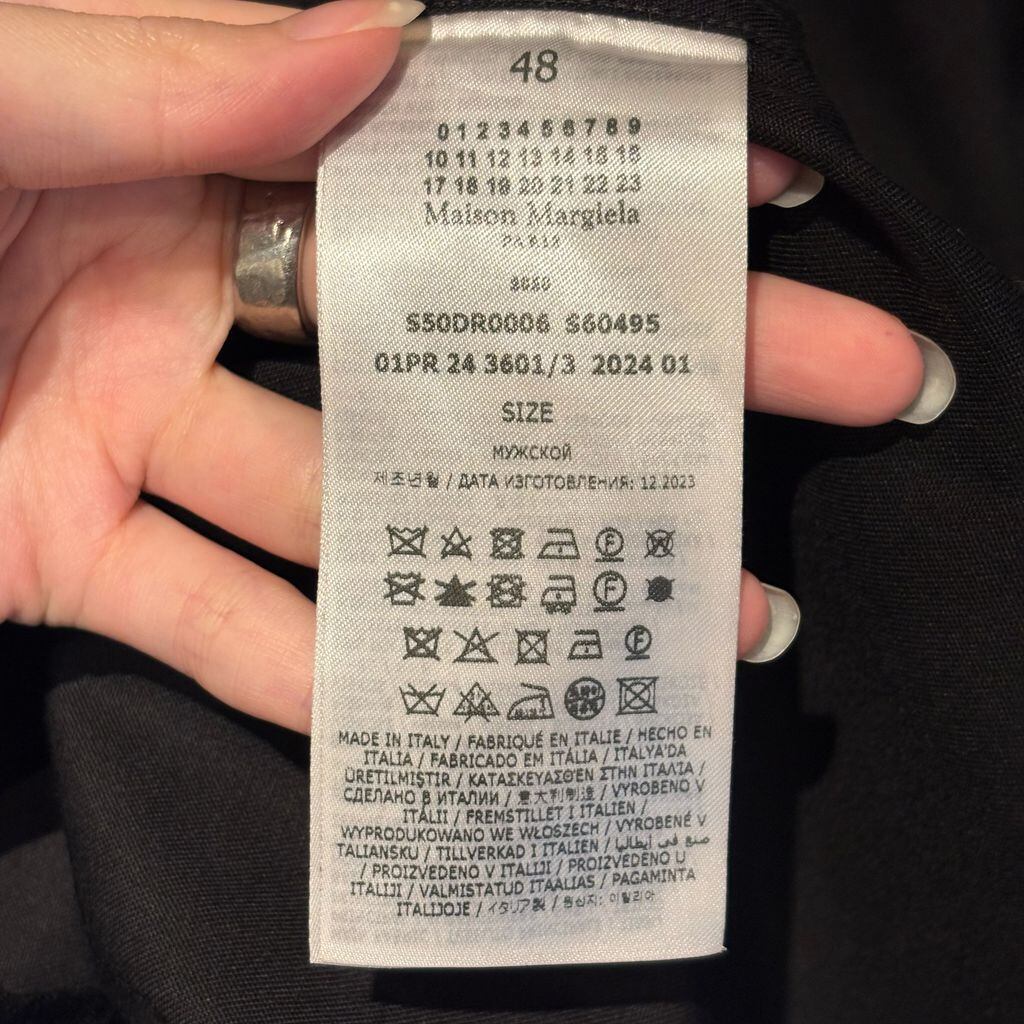 48
0 1 2 3 4 5 6 7 8 9
10 11 12 13 14 15 16
17 18 19 20 21 22 23
Maison Margiela
PARIS
S50DR0006 S60495
01PR 24 3601/3 2024 01
SIZE
МУЖСКОЙ
제조년월 / ДАТА ИЗГОТОВЛЕНИЯ: 12.2023
MADE IN ITALY / FABRIQUÉ EN ITALIE / HECHO EN
ITALIA / FABRICADO EM ITÁLIA / ITALYA'DA
ÜRETILMIŞTIR / ΚΑΤΑΣΚΕΥΑΣΘΕΝ ΣΤΗΝ ΙΤΑΛΊΑ /
СДЕЛАНО В ИТАЛИИ / 意大利制造 / VYROBENO V
ITÁLII / FREMSTILLET I ITALIEN /
WYPRODUKOWANO WE WŁOSZECH / VYROBENÉ V
TALIANSKU / TILLVERKAD I ITALIEN / صنع في إيطاليا
/ PROIZVEDENO V ITALIJI / PROIZVEDENO U
ITALIJI / VALMISTATUD ITAALIAS / PAGAMINTA
ITALIJOJE / イタリア製 / 원산지: 이탈리아